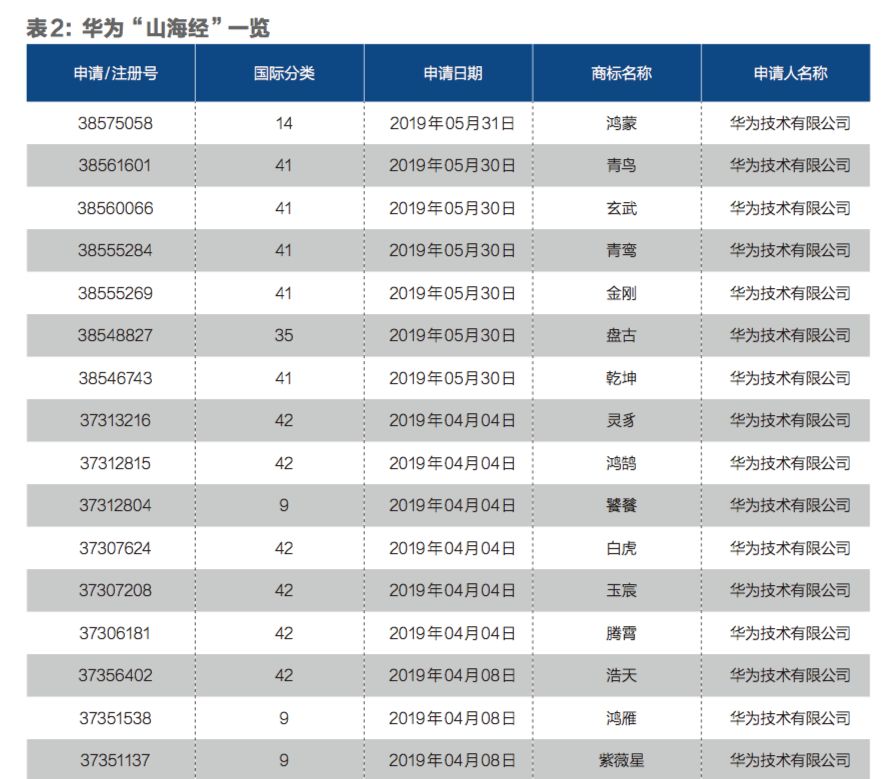 表2：华为“山海经”一览
申请/注册号 国际分类 申请日期 商标名称 申请人名称
38575058 14 2019年05月31日 鸿蒙 华为技术有限公司
38561601 41 2019年05月30日 青鸟 华为技术有限公司
38560066 41 2019年05月30日 玄武 华为技术有限公司
38555284 41 2019年05月30日 青鸾 华为技术有限公司
38555269 41 2019年05月30日 金刚 华为技术有限公司
38548827 35 2019年05月30日 盘古 华为技术有限公司
38546743 41 2019年05月30日 乾坤 华为技术有限公司
37313216 42 2019年04月04日 灵豸 华为技术有限公司
37312815 42 2019年04月04日 鸿鹄 华为技术有限公司
37312804 9 2019年04月04日 饕餮 华为技术有限公司
37307624 42 2019年04月04日 白虎 华为技术有限公司
37307208 42 2019年04月04日 玉宸 华为技术有限公司
37306181 42 2019年04月04日 腾霄 华为技术有限公司
37356402 42 2019年04月08日 浩天 华为技术有限公司
37351538 9 2019年04月08日 鸿雁 华为技术有限公司
37351137 9 2019年04月08日 紫薇星 华为技术有限公司